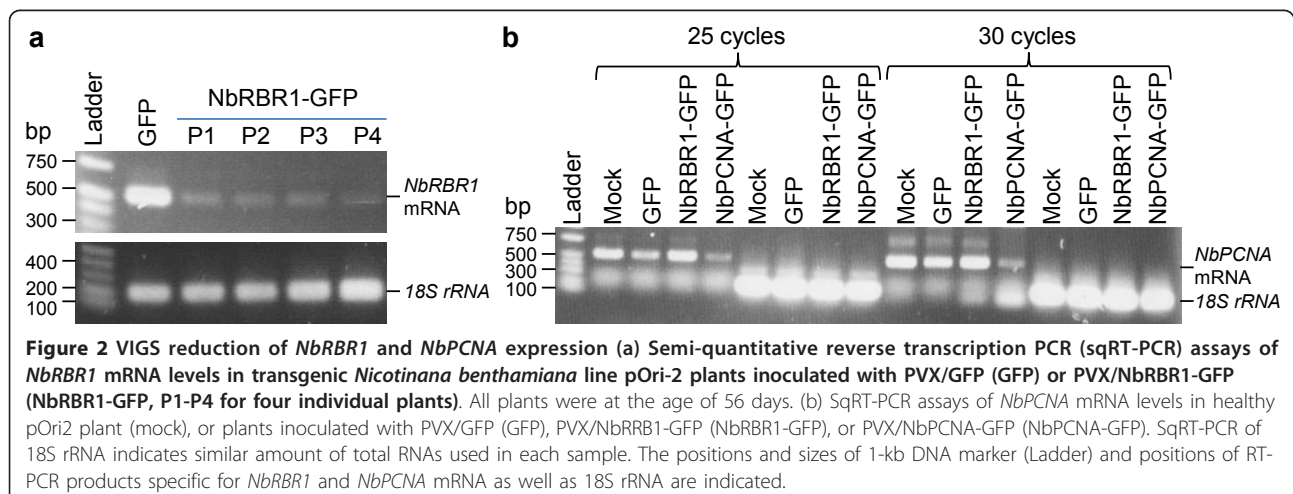 a
NbRBR1-GFP
Ladder
GFP
P1 P2 P3 P4
bp
750
500
300
NbRBR1
mRNA
400
200
100
18S rRNA
b
25 cycles
30 cycles
bp
Ladder
Mock
GFP
NbRBR1-GFP
NbPCNA-GFP
Mock
GFP
NbRBR1-GFP
NbPCNA-GFP
Mock
GFP
NbRBR1-GFP
NbPCNA-GFP
Mock
GFP
NbRBR1-GFP
NbPCNA-GFP
750
500
300
100
NbPCNA
mRNA
18S rRNA
Figure 2 VIGS reduction of NbRBR1 and NbPCNA expression (a) Semi-quantitative reverse transcription PCR (sqRT-PCR) assays of
NbRBR1 mRNA levels in transgenic Nicotinana benthamiana line pOri-2 plants inoculated with PVX/GFP (GFP) or PVX/NbRBR1-GFP
(NbRBR1-GFP, P1-P4 for four individual plants). All plants were at the age of 56 days. (b) SqRT-PCR assays of NbPCNA mRNA levels in healthy
pOri2 plant (mock), or plants inoculated with PVX/GFP (GFP), PVX/NbRRB1-GFP (NbRBR1-GFP), or PVX/NbPCNA-GFP (NbPCNA-GFP). SqRT-PCR of
18S rRNA indicates similar amount of total RNAs used in each sample. The positions and sizes of 1-kb DNA marker (Ladder) and positions of RT-
PCR products specific for NbRBR1 and NbPCNA mRNA as well as 18S rRNA are indicated.